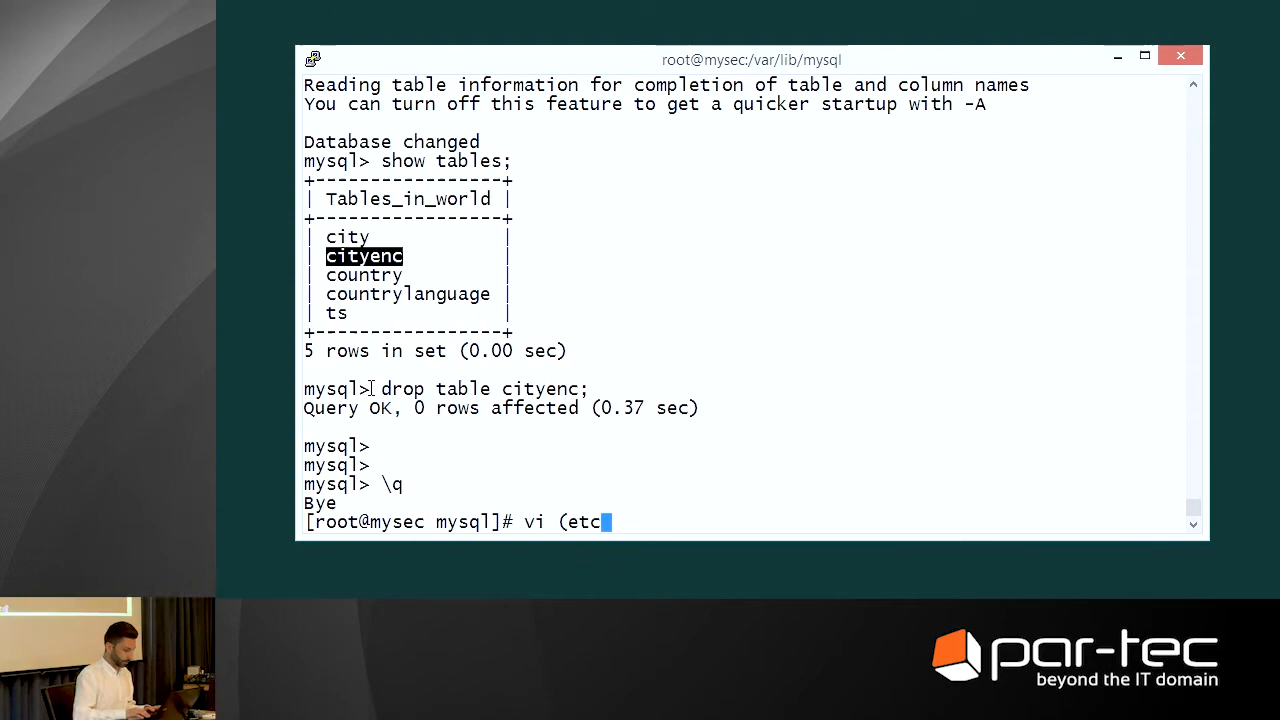 root@mysec:/var/lib/mysql
Reading table information for completion of table and column names
You can turn off this feature to get a quicker startup with -A
Database changed
mysql> show tables;
+-----------------+
| Tables_in_world |
+-----------------+
| city            |
| cityenc         |
| country         |
| countrylanguage |
| ts              |
+-----------------+
5 rows in set (0.00 sec)
mysql> drop table cityenc;
Query OK, 0 rows affected (0.37 sec)
mysql>
mysql>
mysql> \q
Bye
[root@mysec mysql]# vi (etc
par-tec
beyond the IT domain